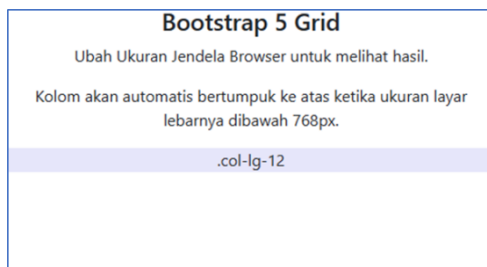 Bootstrap 5 Grid
Ubah Ukuran Jendela Browser untuk melihat hasil.
Kolom akan automatis bertumpuk ke atas ketika ukuran layar
lebarnya dibawah 768px.
.col-lg-12